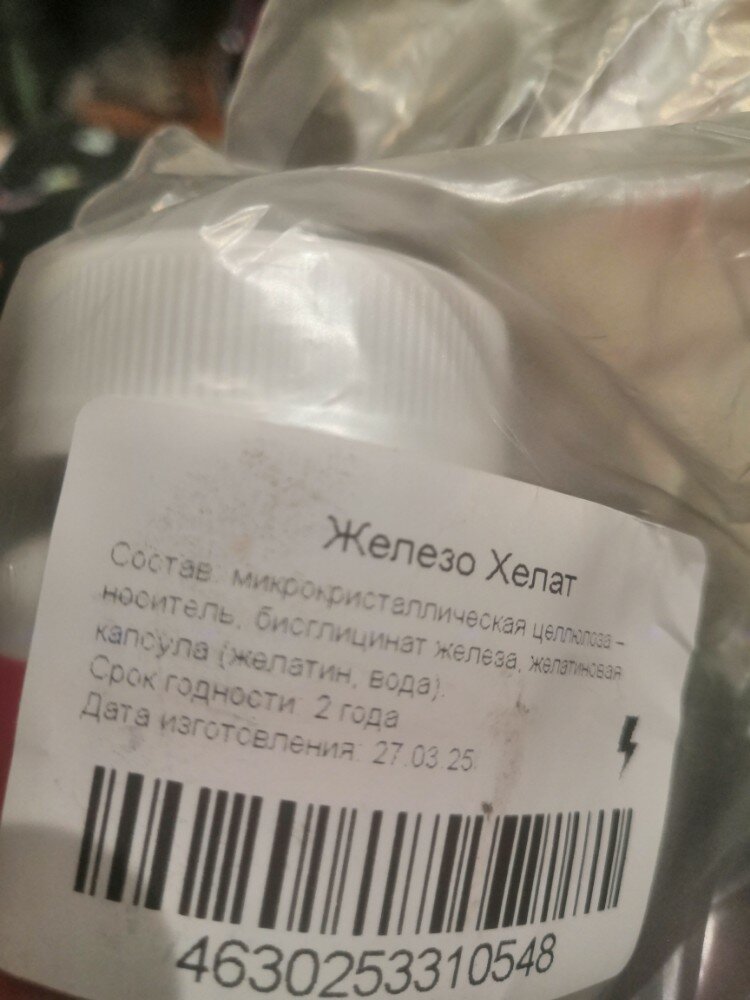 Железо Хелат
Состав: микрокристаллическая целлюлоза –
носитель, бисглицинат железа, желатиновая
капсула (желатин, вода).
Срок годности: 2 года
Дата изготовления: 27.03.25
4630253310548